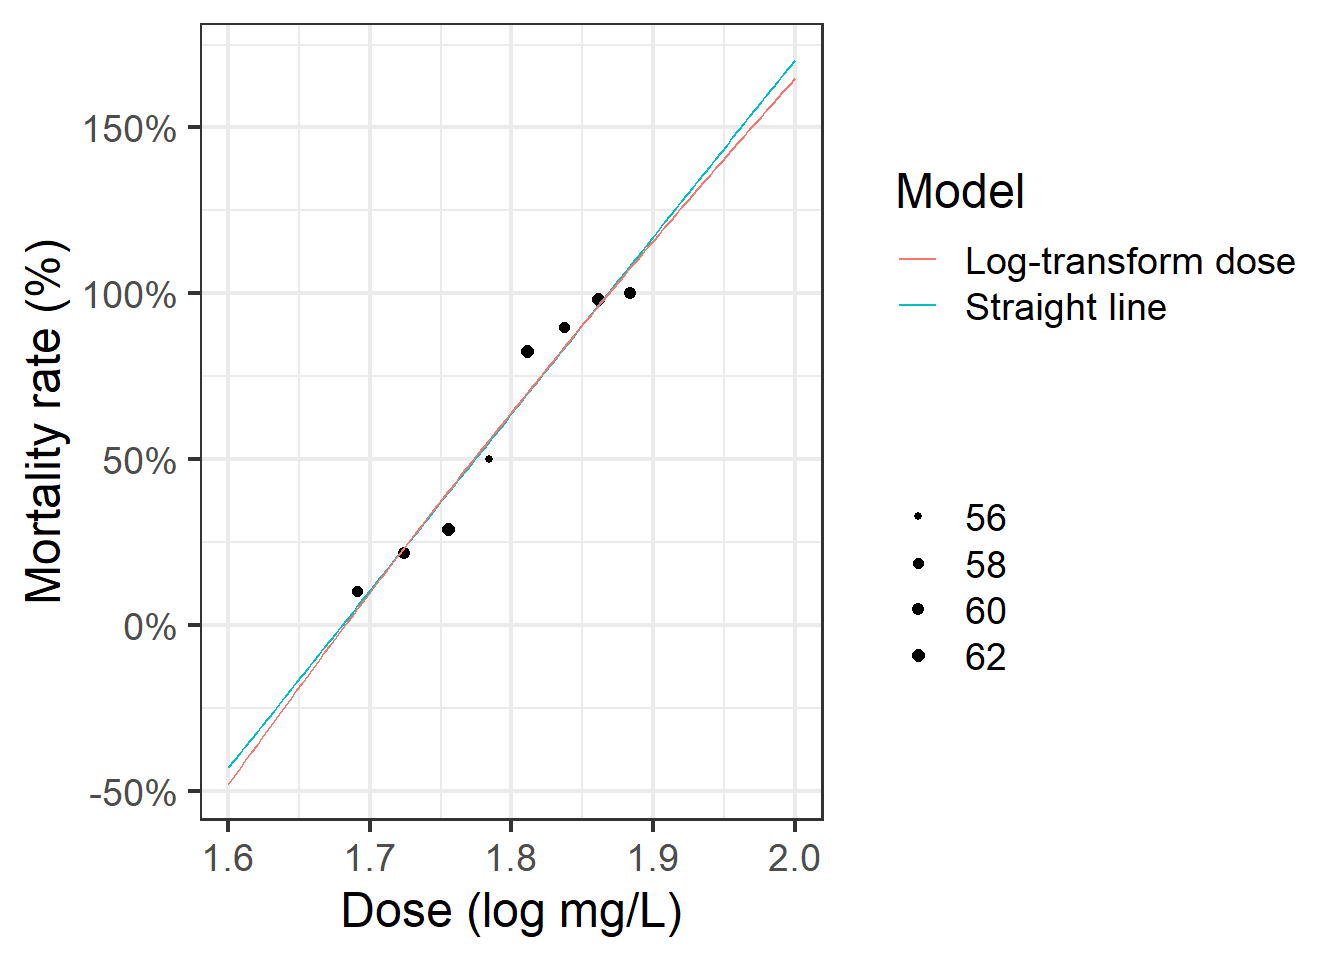 150%
100%
50%
0%
-50%
Mortality rate (%)
1.6 1.7 1.8 1.9 2.0
Dose (log mg/L)
Model
Log-transform dose
Straight line
56
58
60
62